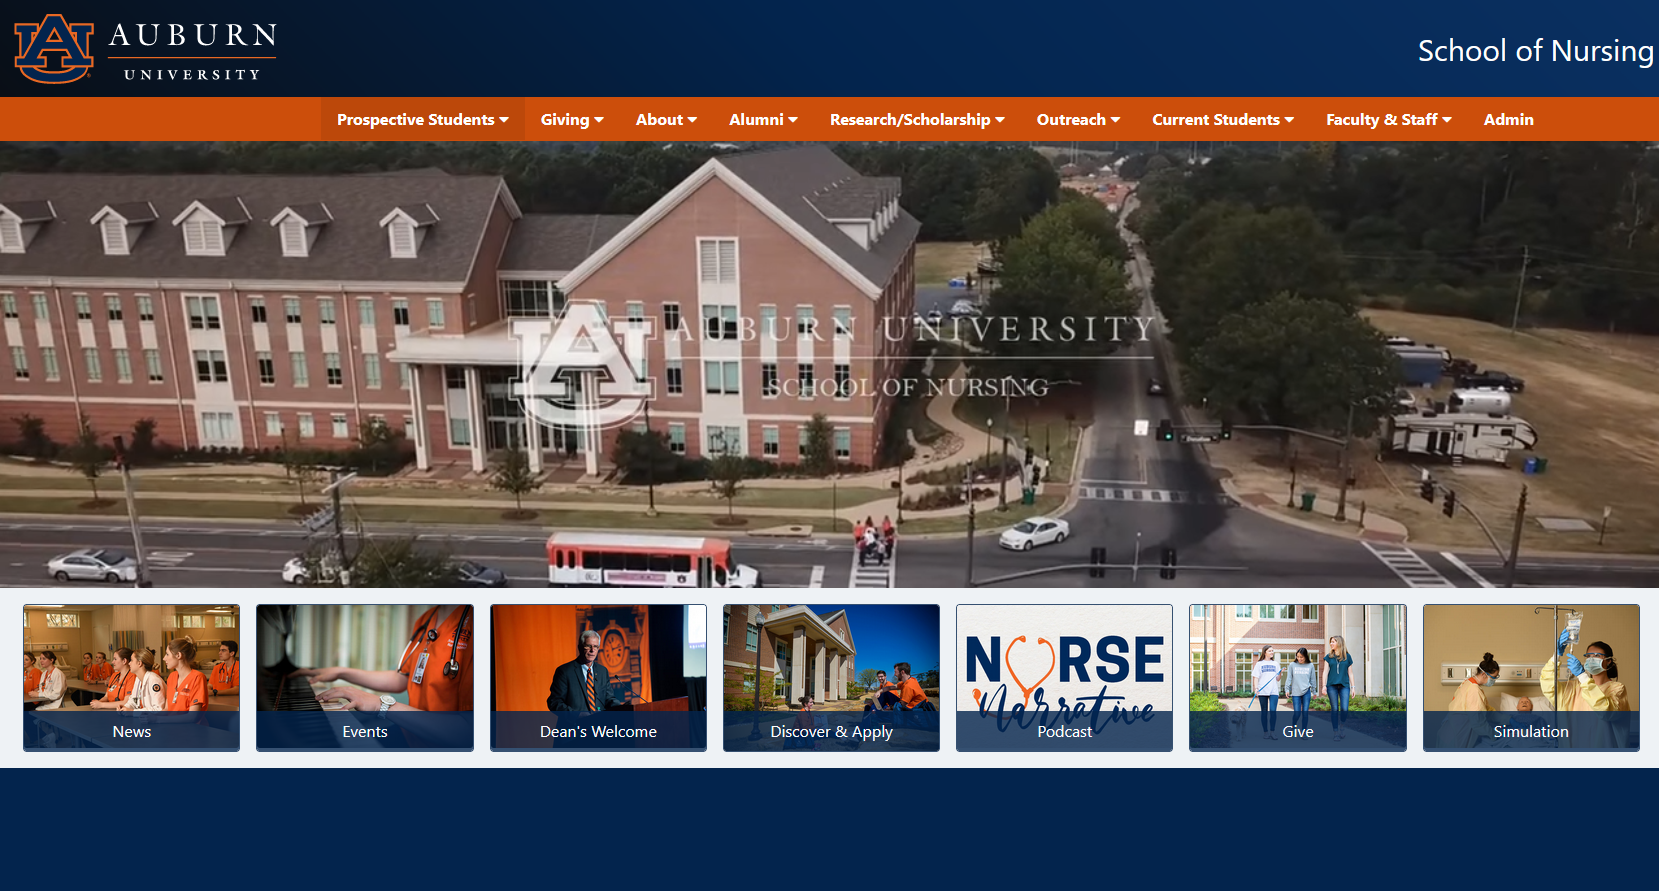 AUBURN
UNIVERSITY
School of Nursing
Prospective Students
Giving
About
Alumni
Research/Scholarship
Outreach
Current Students
Faculty & Staff
Admin
AUBURN UNIVERSITY
SCHOOL OF NURSING
News
Events
Dean's Welcome
Discover & Apply
NURSE
Narrative
Podcast
Give
Simulation